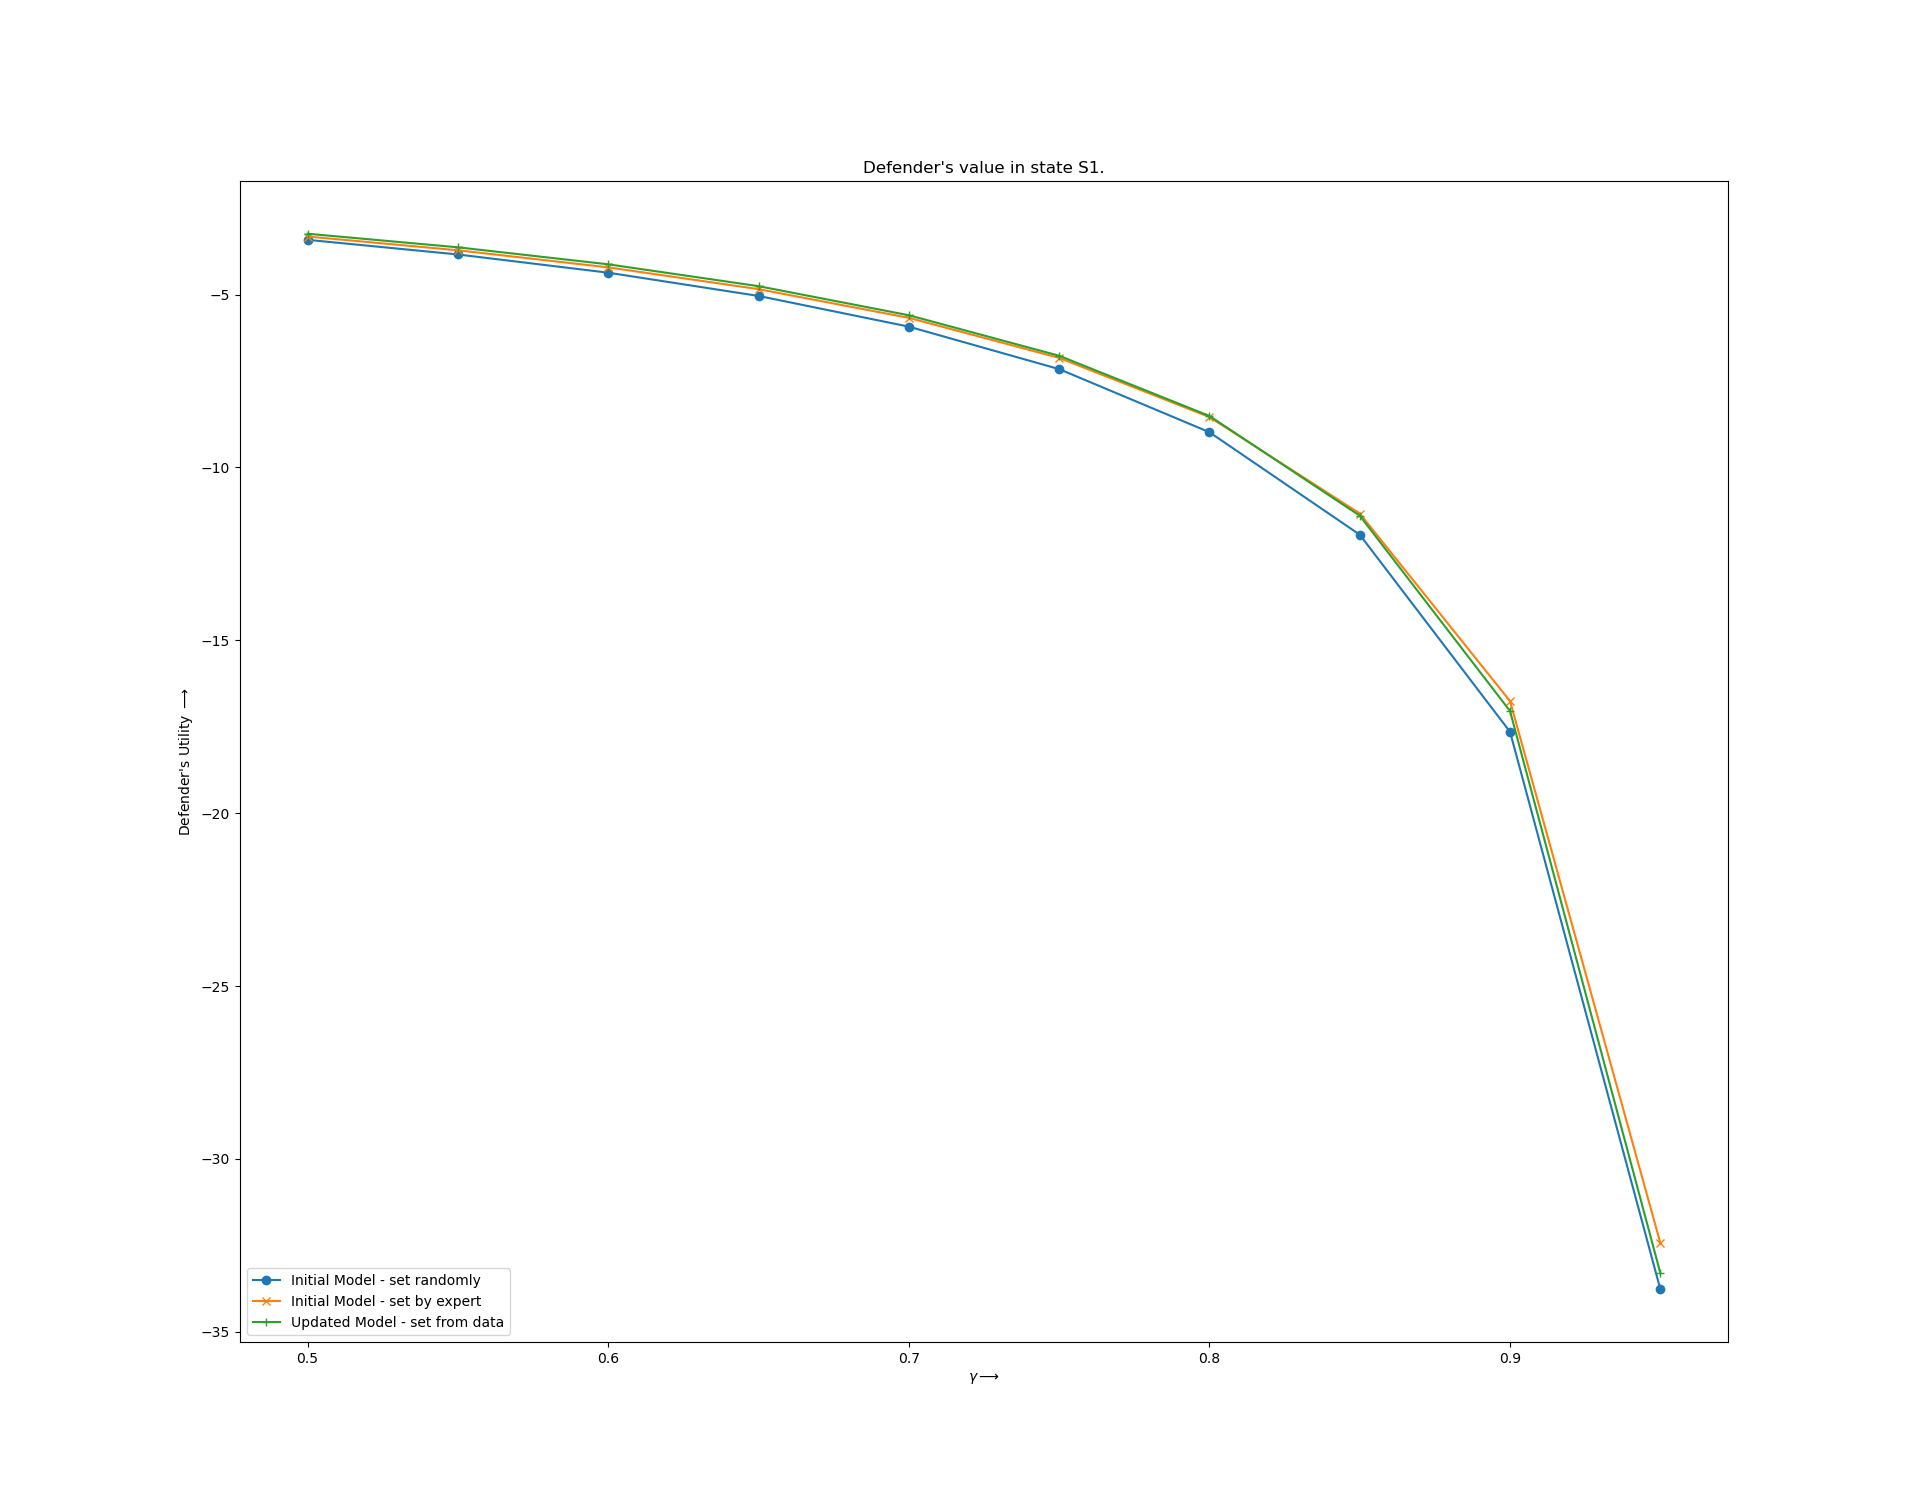 Defender's value in state S1.
−5
−10
−15
−20
−25
−30
−35
Defender's Utility ⟶
Initial Model - set randomly
Initial Model - set by expert
Updated Model - set from data
0.5 0.6 0.7 0.8 0.9
γ⟶